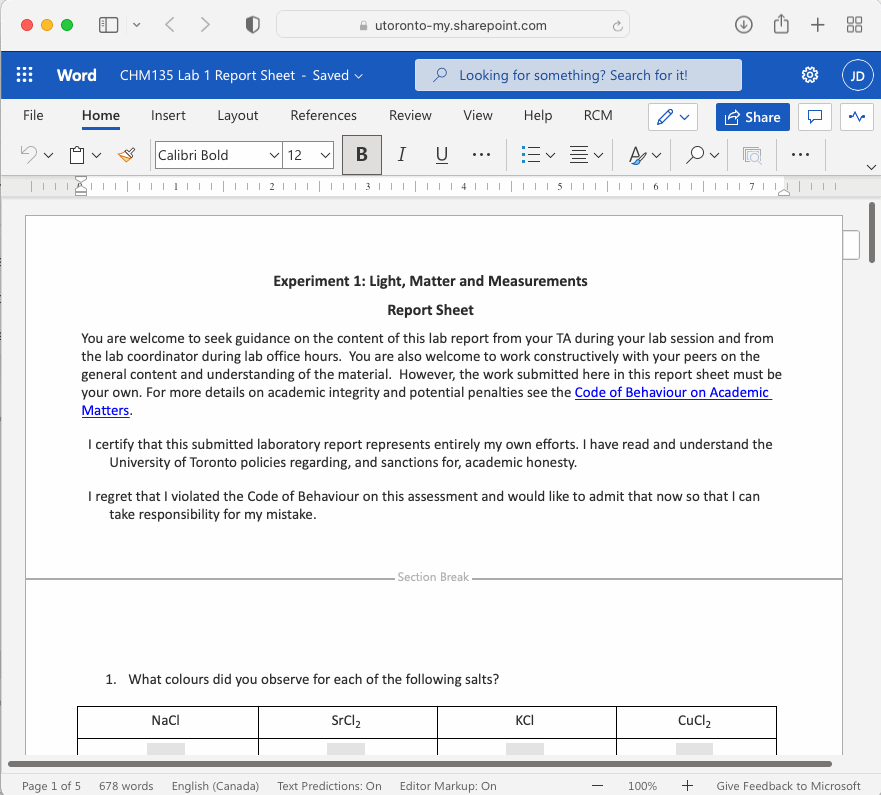 utoronto-my.sharepoint.com
Word CHM135 Lab 1 Report Sheet - Saved Looking for something? Search for it! JD
File Home Insert Layout References Review View Help RCM Share
Calibri Bold 12 B I U ...
1 2 3 4 5 6 7
Experiment 1: Light, Matter and Measurements
Report Sheet
You are welcome to seek guidance on the content of this lab report from your TA during your lab session and from
the lab coordinator during lab office hours. You are also welcome to work constructively with your peers on the
general content and understanding of the material. However, the work submitted here in this report sheet must be
your own. For more details on academic integrity and potential penalties see the Code of Behaviour on Academic
Matters.
I certify that this submitted laboratory report represents entirely my own efforts. I have read and understand the
University of Toronto policies regarding, and sanctions for, academic honesty.
I regret that I violated the Code of Behaviour on this assessment and would like to admit that now so that I can
take responsibility for my mistake.
Section Break
1. What colours did you observe for each of the following salts?
NaCl SrCl₂ KCl CuCl₂
Page 1 of 5 678 words English (Canada) Text Predictions: On Editor Markup: On 100% Give Feedback to Microsoft